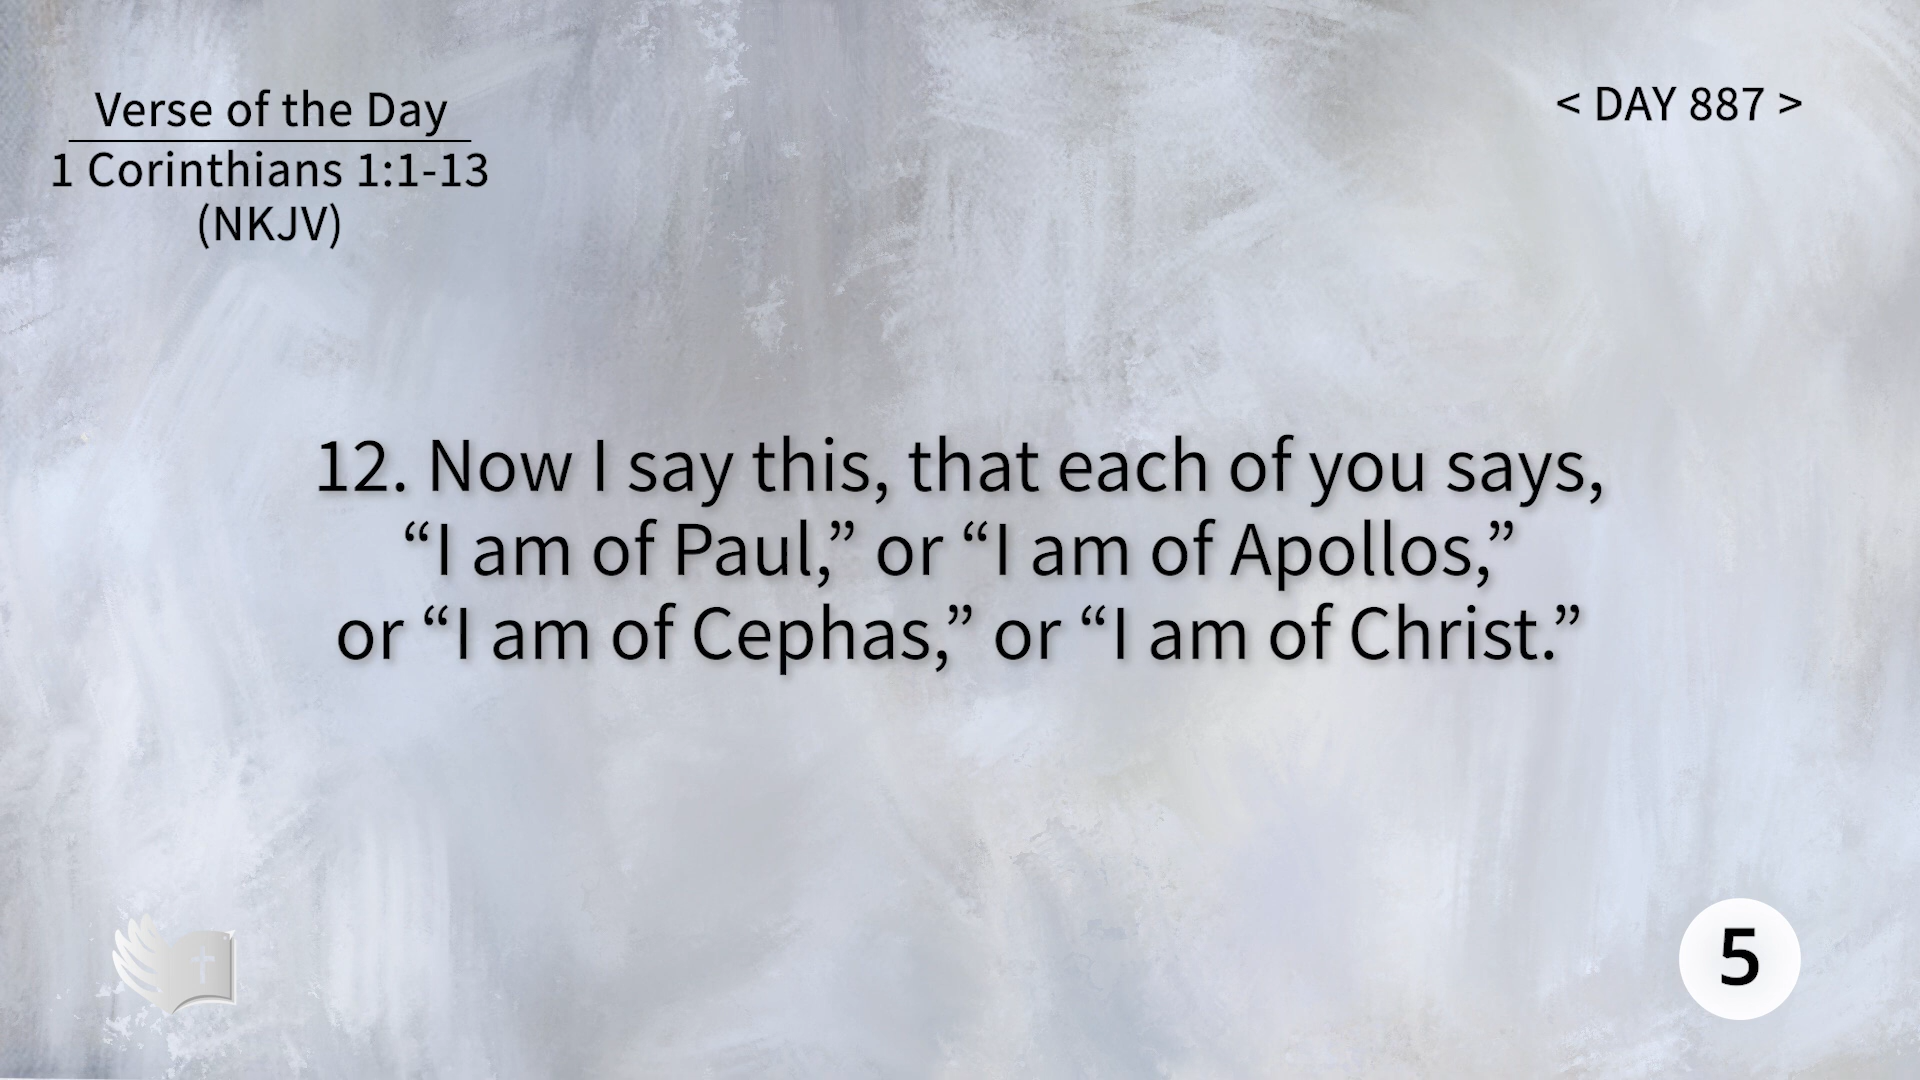 Verse of the Day
1 Corinthians 1:1-13
(NKJV)
< DAY 887 >
12. Now I say this, that each of you says,
“I am of Paul,” or “I am of Apollos,”
or “I am of Cephas,” or “I am of Christ.”
5